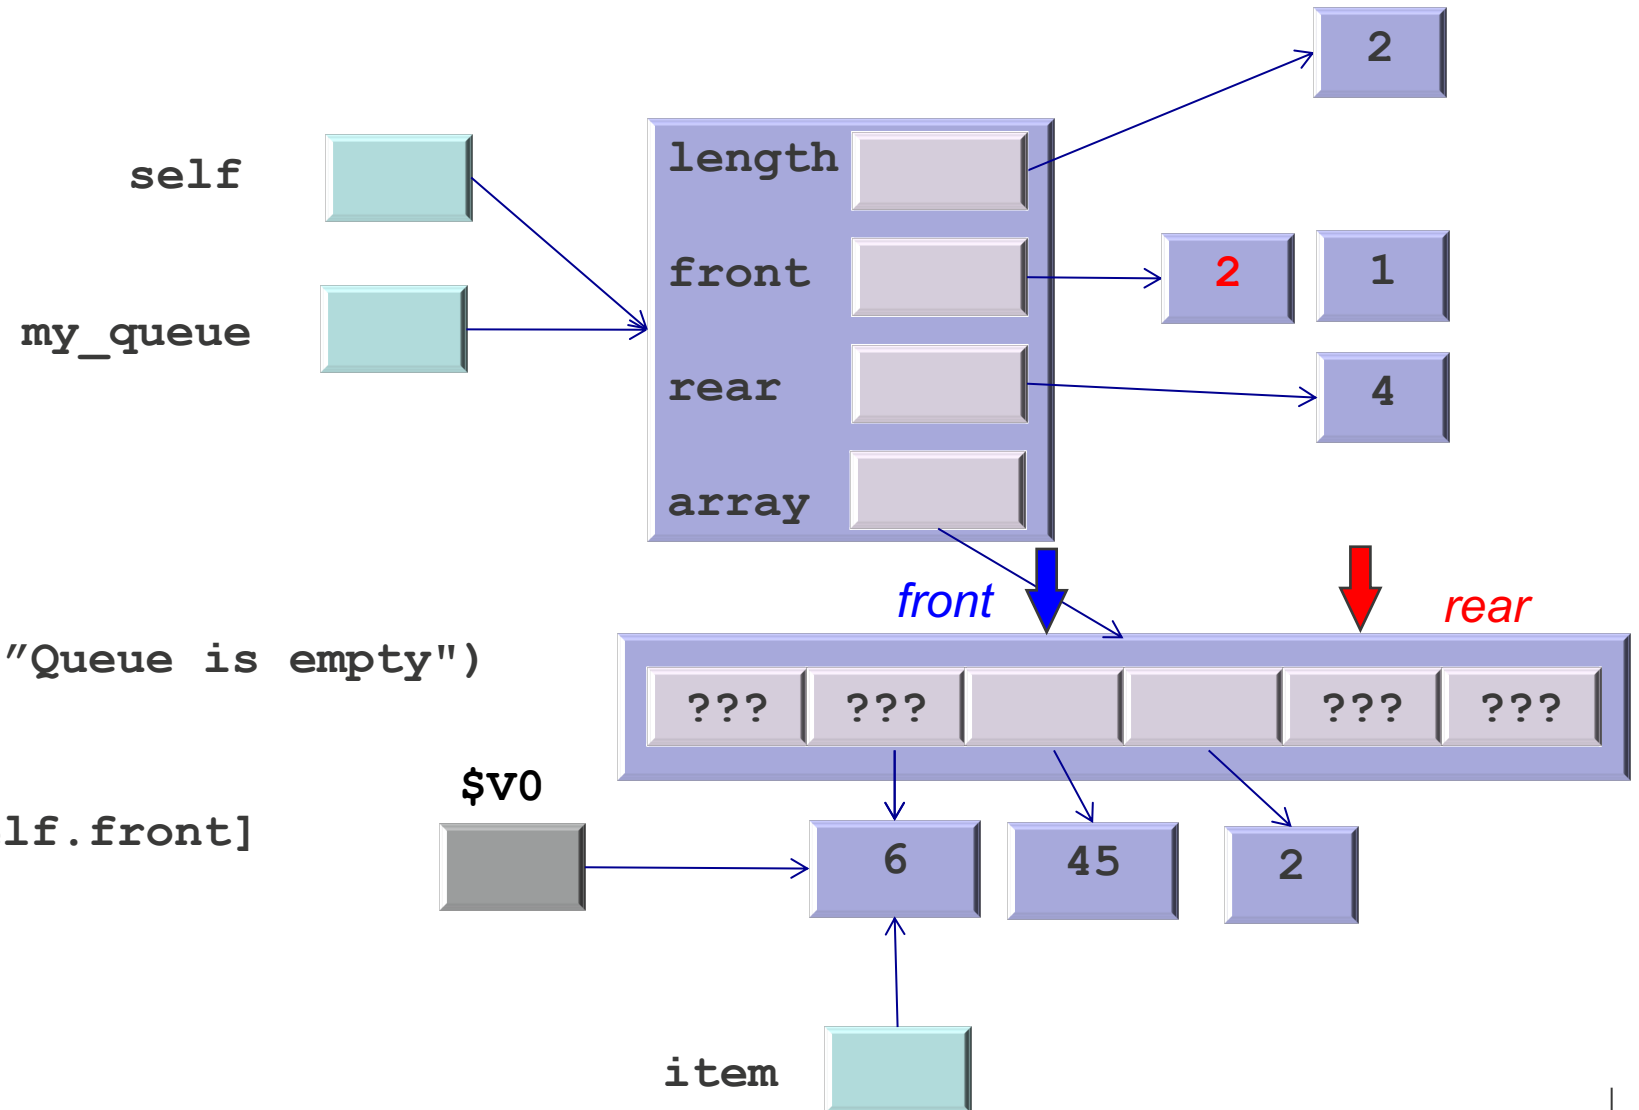 2
self
length
front
2
1
my_queue
rear
4
array
front
rear
″Queue is empty")
??? ??? ??? ???
$v0
lf.front]
6
45
2
item